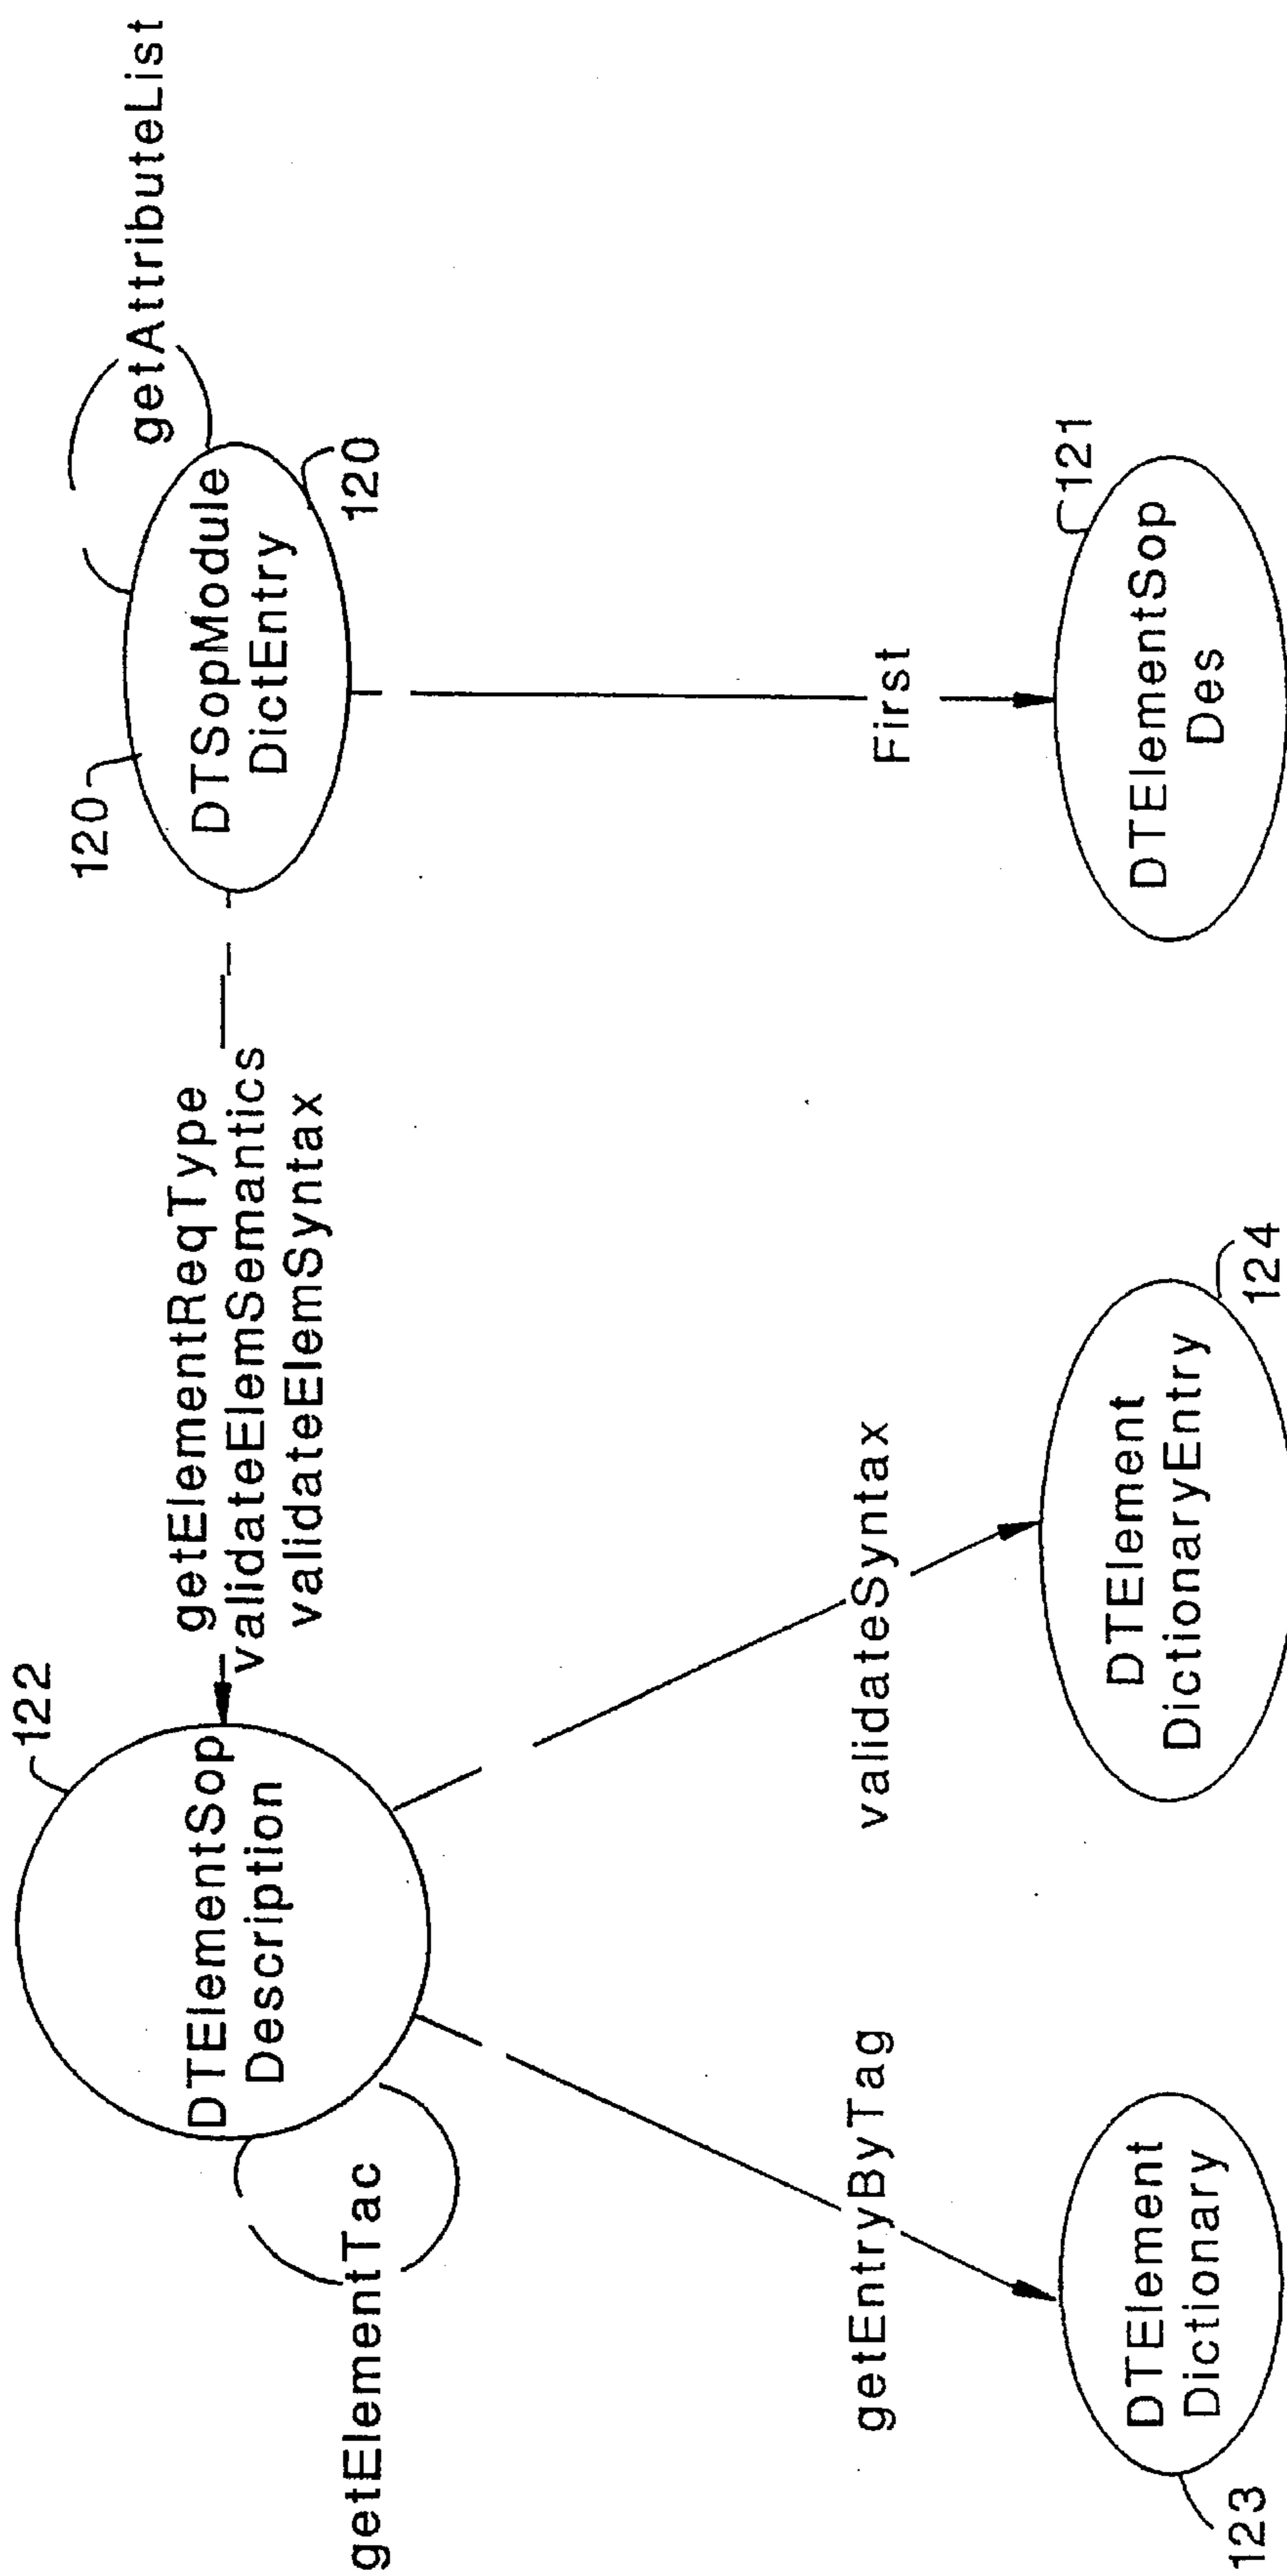 getAttributeList
120
DTSopModule
DictEntry
120
getElementReqType
validateElemSemantics
validateElemSyntax
122
DTElementSop
Description
getElementTac
First
validateSyntax
getEntryByTag
121
DTElementSop
Des
124
DTElement
DictionaryEntry
123
DTElement
Dictionary